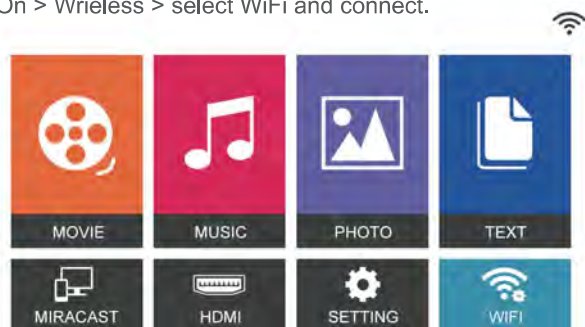 On > Wrieless > select WiFi and connect.
MOVIE MUSIC PHOTO TEXT
MIRACAST HDMI SETTING WIFI